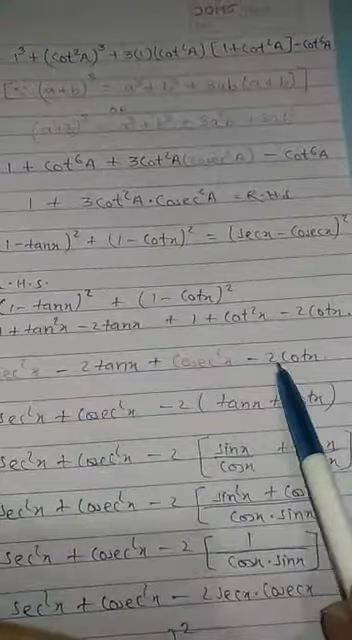 1³ + (Cot²A)³ + 3(1)(Cot²A) [1 + Cot²A] - Cot⁶A
[∵ (a+b)³ = a³ + b³ + 3ab(a+b)]
1 + Cot⁶A + 3Cot²A(Cosec²A) - Cot⁶A
1 + 3Cot²A . Cosec²A = R.H.S
1-tanx)² + (1-Cotx)² = (Secx - Cosecx)²
.H.S.
(1-tanx)² + (1-Cotx)²
1 + tan²x - 2tanx + 1 + Cot²x - 2Cotx.
sec²x - 2tanx + Cosec²x - 2Cotx
sec²x + Cosec²x - 2 ( tanx + Cotx )
sec²x + Cosec²x - 2 [ sinx / Cosx +
sec²x + Cosec²x - 2 [ sin²x + Co / Cosx . sinx
sec²x + Cosec²x - 2 [ 1 / Cosx . sinx ]
sec²x + Cosec²x - 2secx . Cosecx